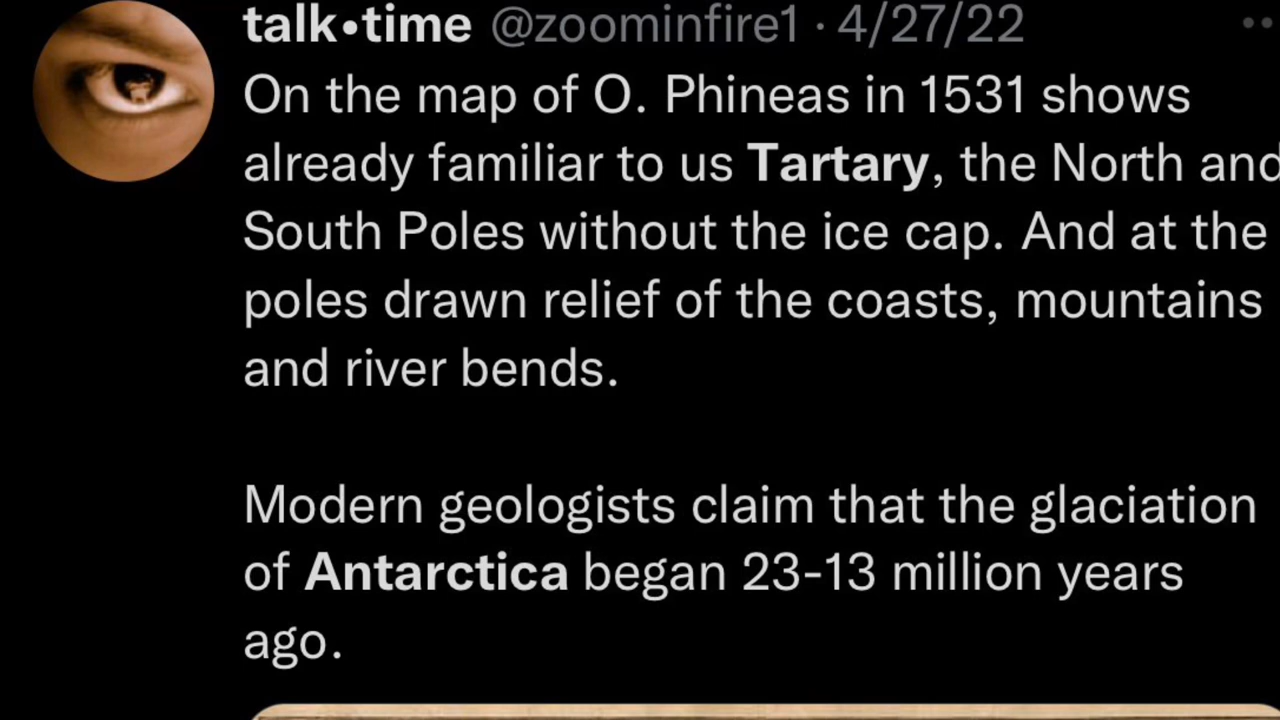 talk•time @zoominfire1 · 4/27/22
On the map of O. Phineas in 1531 shows
already familiar to us Tartary, the North and
South Poles without the ice cap. And at the
poles drawn relief of the coasts, mountains
and river bends.
Modern geologists claim that the glaciation
of Antarctica began 23-13 million years
ago.